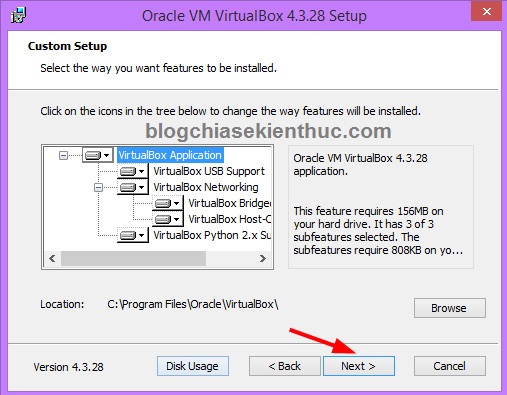 Oracle VM VirtualBox 4.3.28 Setup
Custom Setup
Select the way you want features to be installed.
Click on the icons in the tree below to change the way features will be installed.
blogchiasekienthuc.com
VirtualBox Application
VirtualBox USB Support
VirtualBox Networking
VirtualBox Bridge
VirtualBox Host-C
VirtualBox Python 2.x Su
Oracle VM VirtualBox 4.3.28
application.
This feature requires 156MB on
your hard drive. It has 3 of 3
subfeatures selected. The
subfeatures require 808KB on yo...
Location:
C:\Program Files\Oracle\VirtualBox\
Browse
Version 4.3.28
Disk Usage
< Back
Next >
Cancel